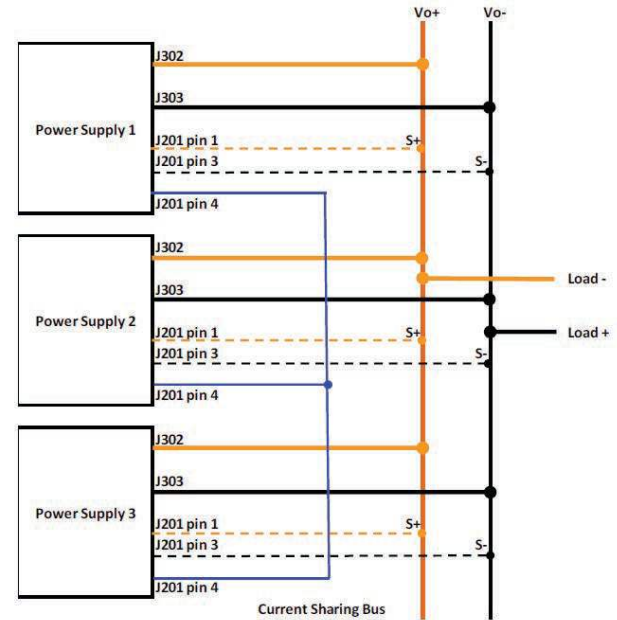 Vo+ Vo-
J302
J303
Power Supply 1
J201 pin 1 S+
J201 pin 3 S-
J201 pin 4
J302
Load -
J303
Power Supply 2
Load +
J201 pin 1 S+
J201 pin 3 S-
J201 pin 4
J302
J303
Power Supply 3
J201 pin 1 S+
J201 pin 3 S-
J201 pin 4
Current Sharing Bus